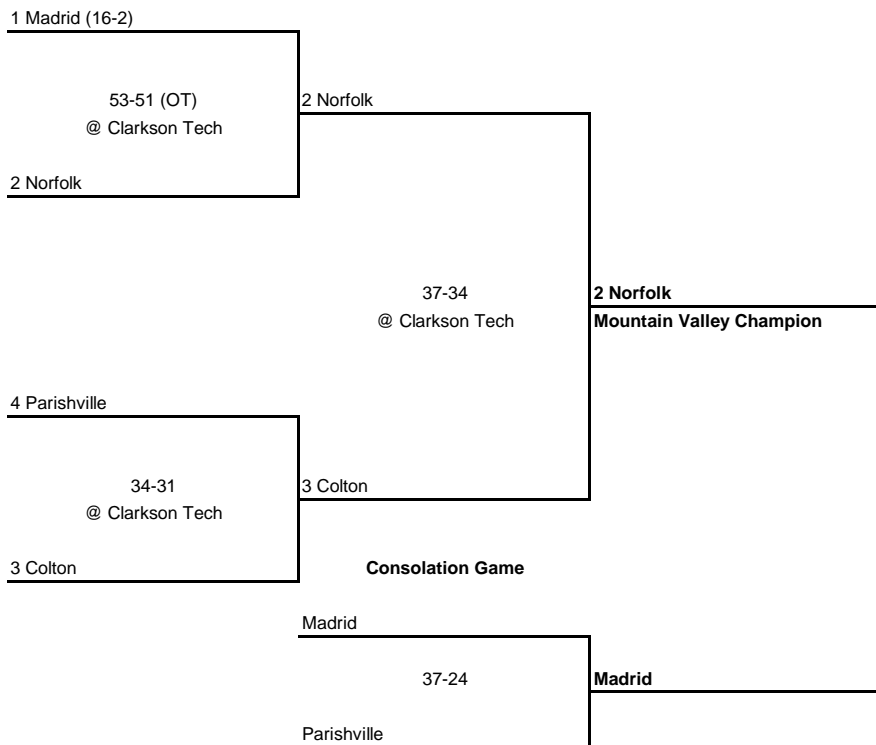 1 Madrid (16-2)
53-51 (OT)
@ Clarkson Tech
2 Norfolk
2 Norfolk
37-34
@ Clarkson Tech
2 Norfolk
Mountain Valley Champion
4 Parishville
34-31
@ Clarkson Tech
3 Colton
3 Colton
Consolation Game
Madrid
37-24
Madrid
Parishville